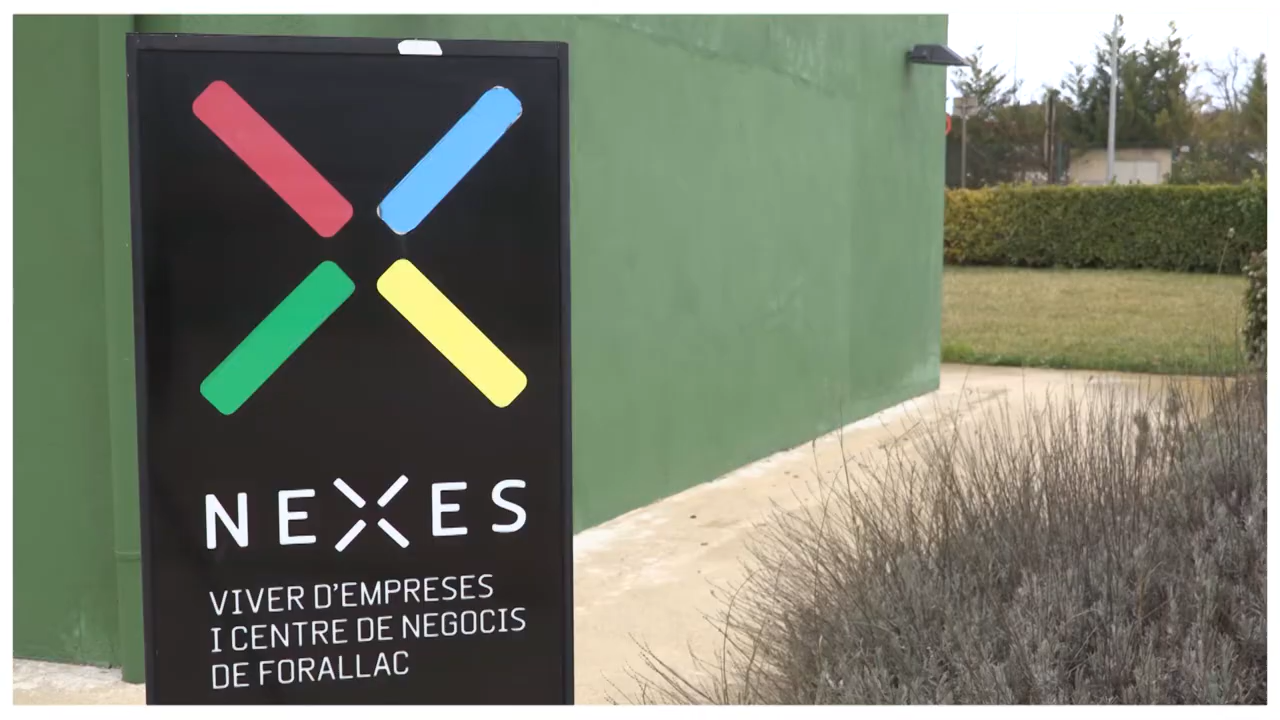 NEXES
VIVER D'EMPRESES
I CENTRE DE NEGOCIS
DE FORALLAC